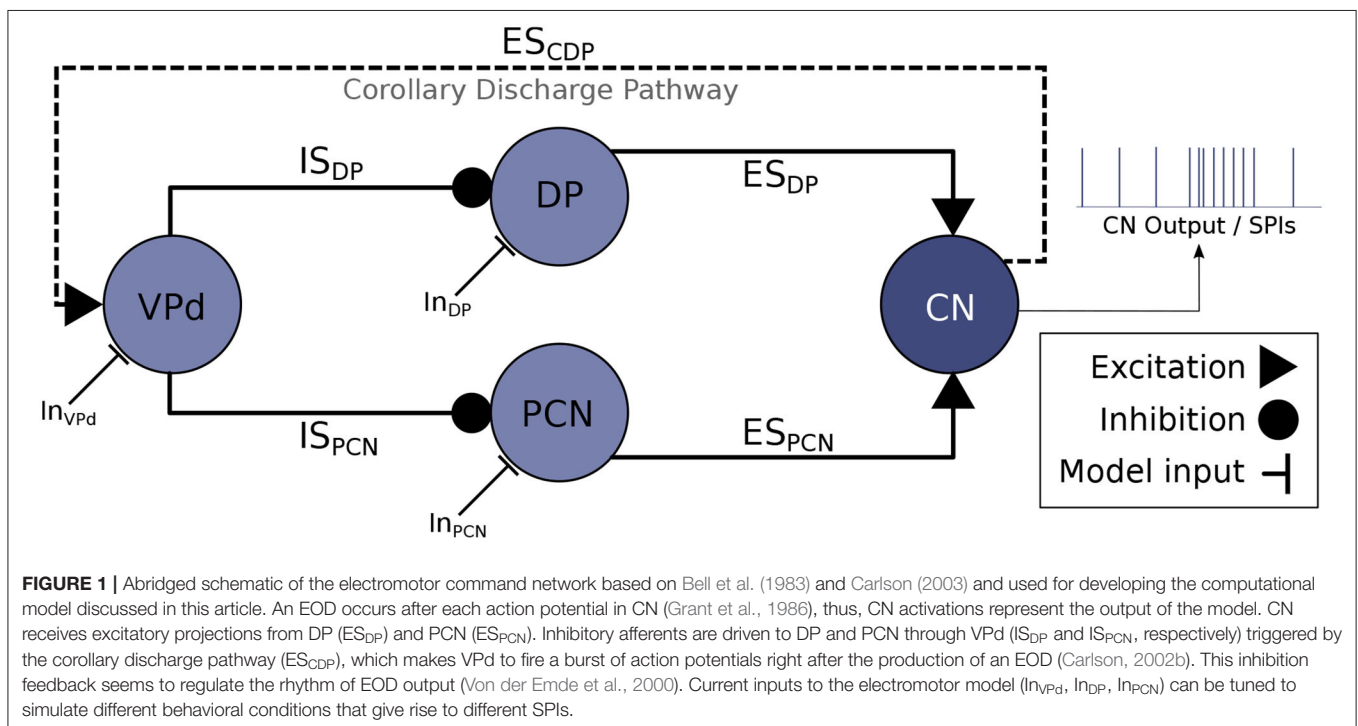 ES_CDP
Corollary Discharge Pathway
IS_DP
DP
ES_DP
In_DP
VPd
In_VPd
CN
CN Output / SPIs
IS_PCN
PCN
ES_PCN
In_PCN
Excitation
Inhibition
Model input
FIGURE 1 | Abridged schematic of the electromotor command network based on Bell et al. (1983) and Carlson (2003) and used for developing the computational
model discussed in this article. An EOD occurs after each action potential in CN (Grant et al., 1986), thus, CN activations represent the output of the model. CN
receives excitatory projections from DP (ES_DP) and PCN (ES_PCN). Inhibitory afferents are driven to DP and PCN through VPd (IS_DP and IS_PCN, respectively) triggered by
the corollary discharge pathway (ES_CDP), which makes VPd to fire a burst of action potentials right after the production of an EOD (Carlson, 2002b). This inhibition
feedback seems to regulate the rhythm of EOD output (Von der Emde et al., 2000). Current inputs to the electromotor model (In_VPd, In_DP, In_PCN) can be tuned to
simulate different behavioral conditions that give rise to different SPIs.